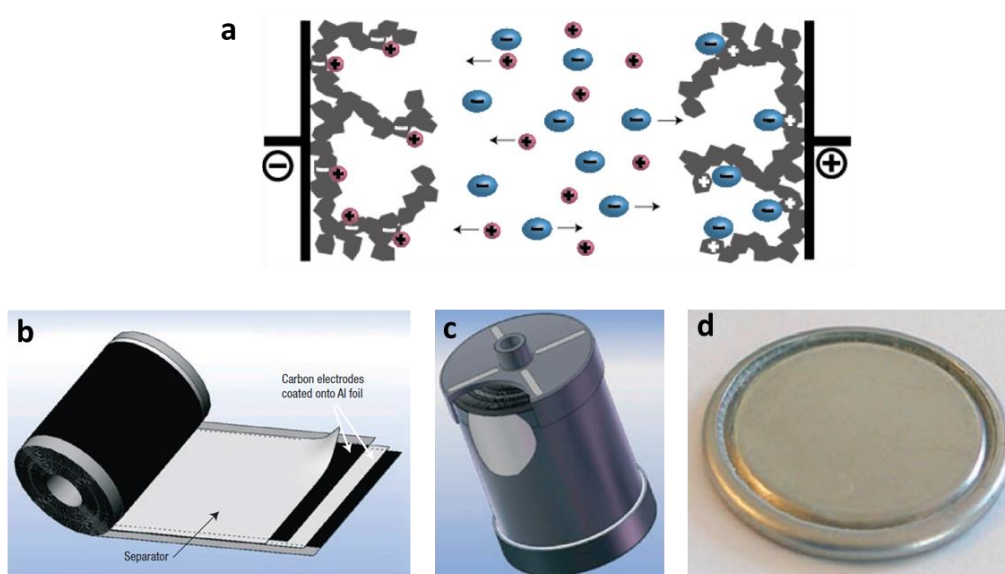 a
b
Carbon electrodes
coated onto Al foil
Separator
c
d